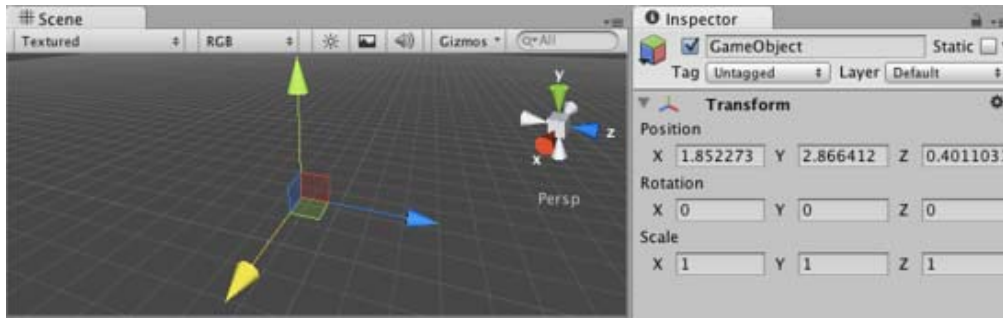 Scene
Textured RGB Gizmos Q▾All
y
z
x
Persp
Inspector
GameObject Static
Tag Untagged Layer Default
Transform
Position
X 1.852273 Y 2.866412 Z 0.4011031
Rotation
X 0 Y 0 Z 0
Scale
X 1 Y 1 Z 1